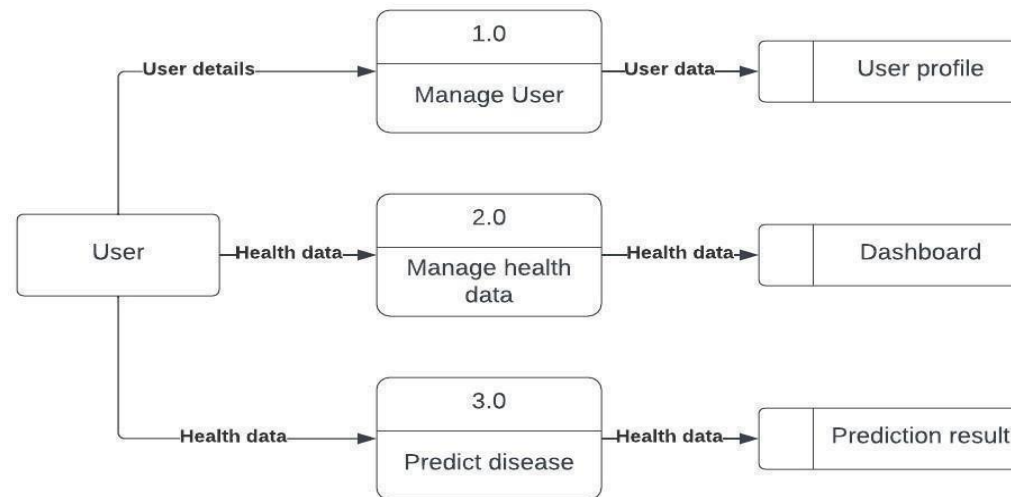 1.0
User details
User data
User profile
Manage User
2.0
User
Health data
Health data
Dashboard
Manage health
data
3.0
Health data
Health data
Prediction result
Predict disease